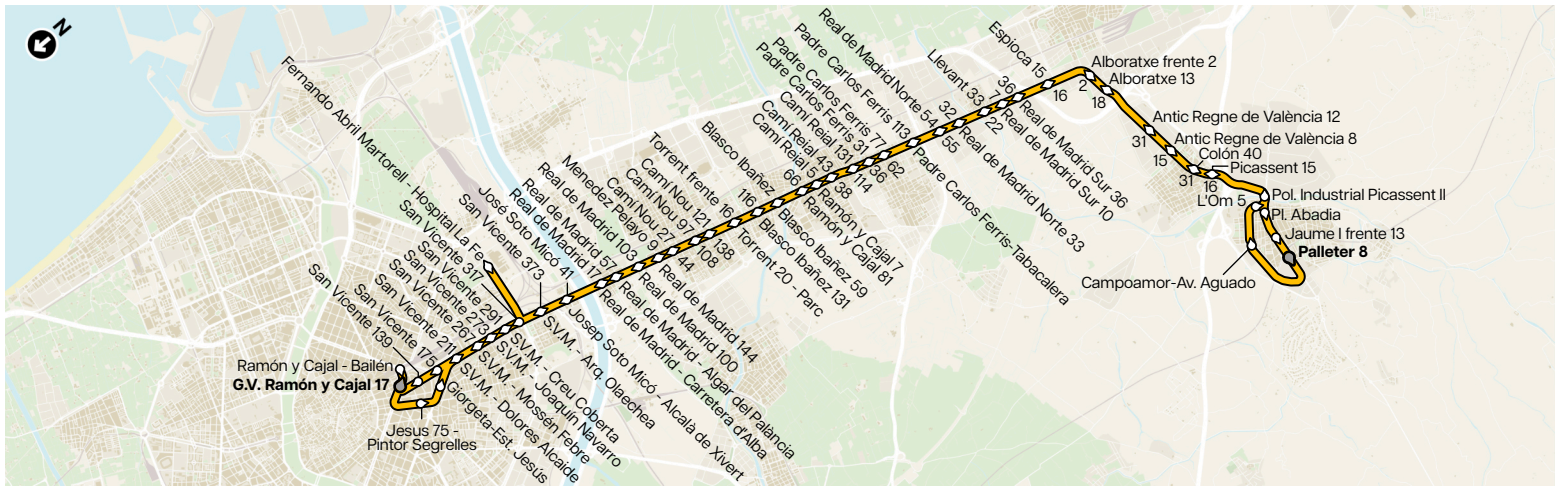 N
Fernando Abril Martorell - Hospital La Fe
San Vicente 317
San Vicente 291
San Vicente 273
San Vicente 267
San Vicente 211
San Vicente 175
San Vicente 139
Ramón y Cajal - Bailén
G.V. Ramón y Cajal 17
Jesus 75 -
Pintor Segrelles
Giorgeta-Est. Jesús
S.V.M. - Dolores Alcaide
S.V.M. - Mossén Febre
S.V.M. - Joaquín Navarro
S.V.M. - Creu Coberta
S.V.M. - Arq. Olaechea
Josep Soto Micó - Alcalà de Xivert
San Vicente 373
José Soto Micó 41
Real de Madrid 17
Real de Madrid 57
Real de Madrid 103
Menendez Pelayo 9
Camí Nou 27
Camí Nou 97
Camí Nou 121
Torrent frente 16
Blasco Ibañez
116
66
Real de Madrid - Carretera d'Alba
Real de Madrid - Algar del Palància
Real de Madrid 100
Real de Madrid 144
44
108
138
Torrent 20 - Parc
Blasco Ibañez 131
Blasco Ibañez 59
Ramón y Cajal 81
Ramón y Cajal 7
Camí Reial 5
Camí Reial 43
Camí Reial 131
Padre Carlos Ferris 31
Padre Carlos Ferris 77
Padre Carlos Ferris 113
38
114
36
62
Padre Carlos Ferris-Tabacalera
Real de Madrid Norte 54
32
55
Real de Madrid Norte 33
Llevant 33
7
36
22
Real de Madrid Sur 10
Real de Madrid Sur 36
Espioca 15
16
2
18
Alboratxe frente 2
Alboratxe 13
Antic Regne de València 12
31
Antic Regne de València 8
15
Colón 40
31
Picassent 15
16
L'Om 5
Pol. Industrial Picassent II
Pl. Abadia
Jaume I frente 13
Palleter 8
Campoamor-Av. Aguado